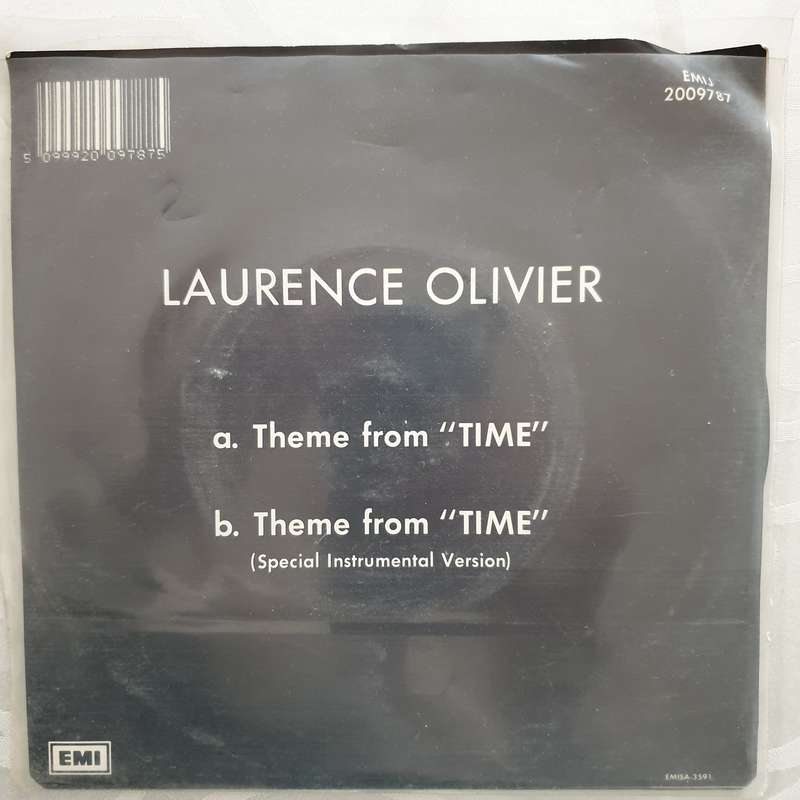 EMIJ
2009787
5 099920 097875
LAURENCE OLIVIER
a. Theme from "TIME"
b. Theme from "TIME"
(Special Instrumental Version)
EMI
EMISA 3591